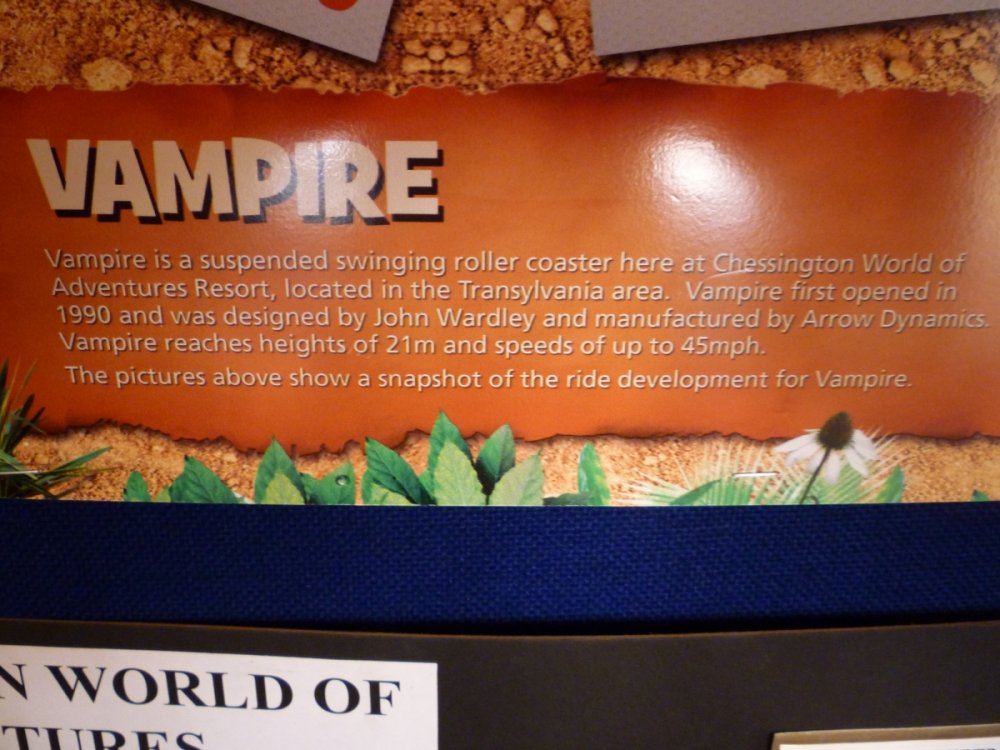 VAMPIRE
Vampire is a suspended swinging roller coaster here at Chessington World of
Adventures Resort, located in the Transylvania area. Vampire first opened in
1990 and was designed by John Wardley and manufactured by Arrow Dynamics.
Vampire reaches heights of 21m and speeds of up to 45mph.
The pictures above show a snapshot of the ride development for Vampire.
N WORLD OF
TURES